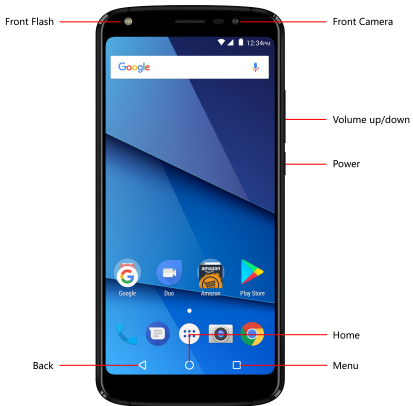 Front Flash
Front Camera
12:34PM
Google
Volume up/down
Power
Google
Duo
amazon
Amazon
Play Store
Home
Back
Menu